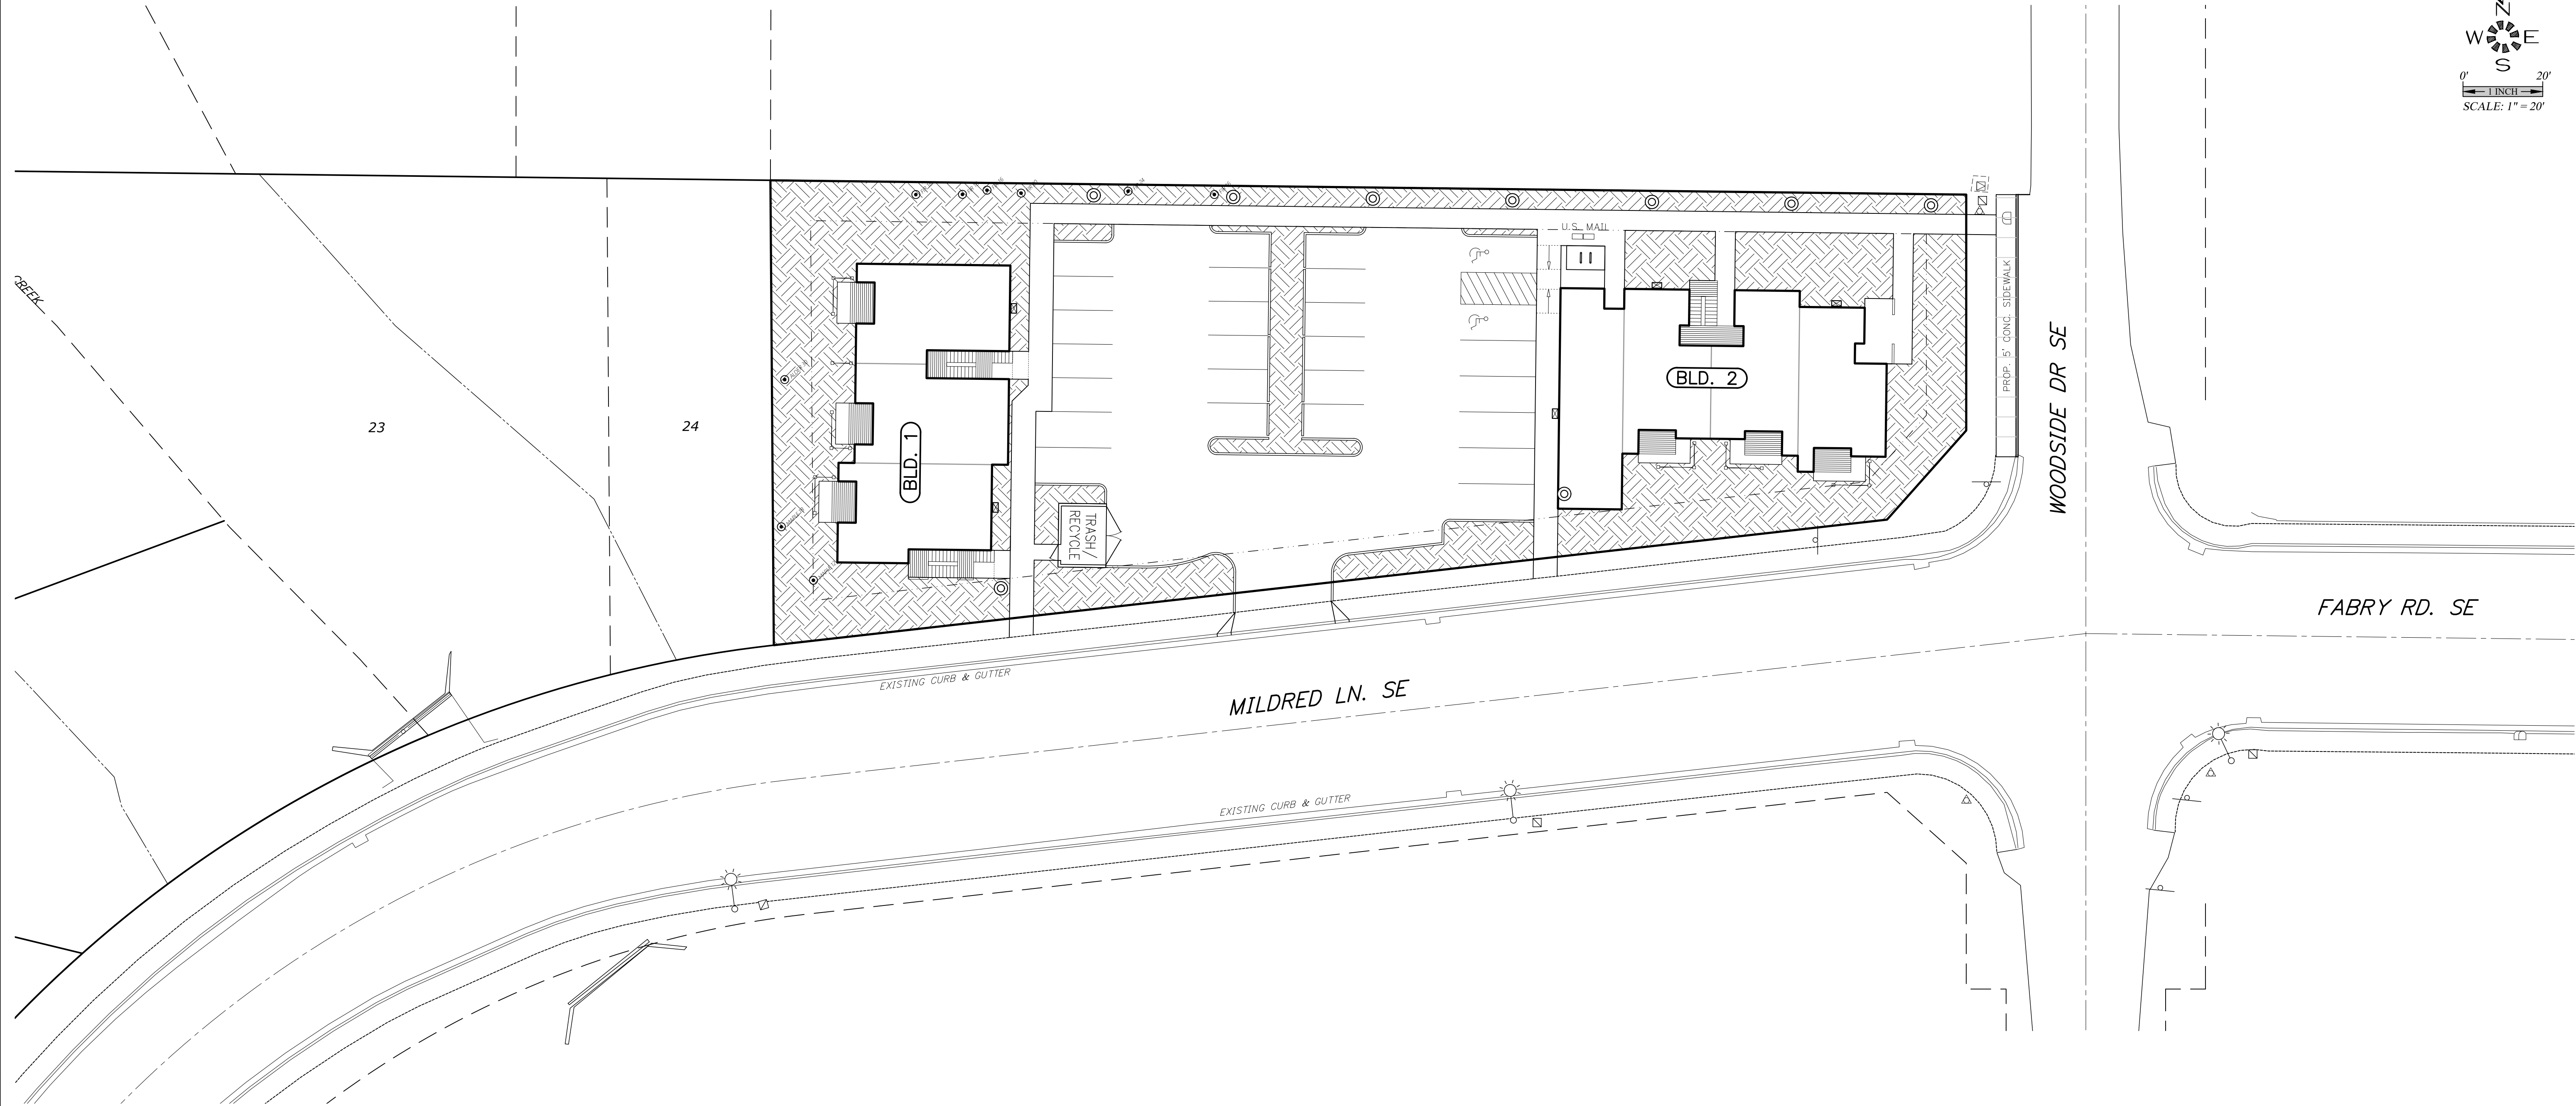 N
W E
S
0' 20'
1 INCH
SCALE: 1" = 20'
U.S. MAIL
PROP. 5' CONC. SIDEWALK
WOODSIDE DR SE
BLD. 2
BLD. 1
TRASH/
RECYCLE
23
24
FABRY RD. SE
MILDRED LN. SE
EXISTING CURB & GUTTER
EXISTING CURB & GUTTER